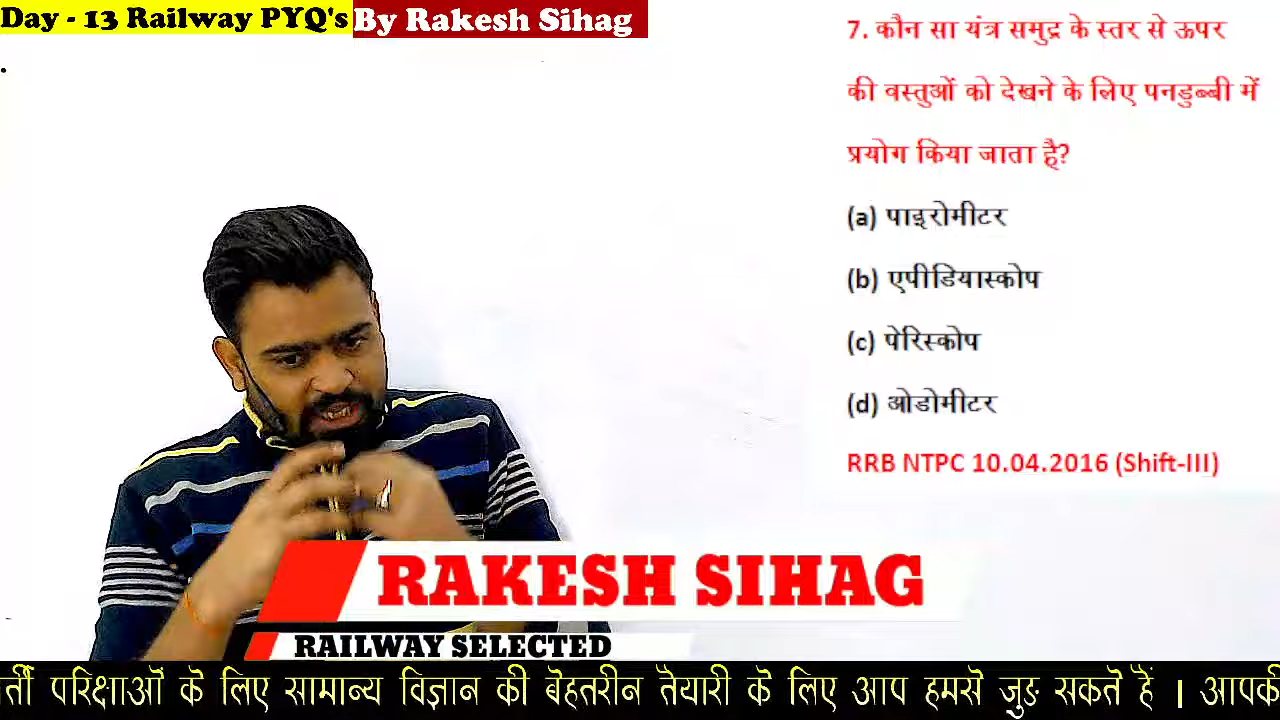 Day - 13 Railway PYQ's By Rakesh Sihag
7. कौन सा यंत्र समुद्र के स्तर से ऊपर
की वस्तुओं को देखने के लिए पनडुब्बी में
प्रयोग किया जाता है?
(a) पाइरोमीटर
(b) एपीडियास्कोप
(c) पेरिस्कोप
(d) ओडोमीटर
RRB NTPC 10.04.2016 (Shift-III)
RAKESH SIHAG
RAILWAY SELECTED
र्ती परिक्षाओं के लिए सामान्य विज्ञान की बेहतरीन तैयारी के लिए आप हमसे जुड सकते हैं । आपकी